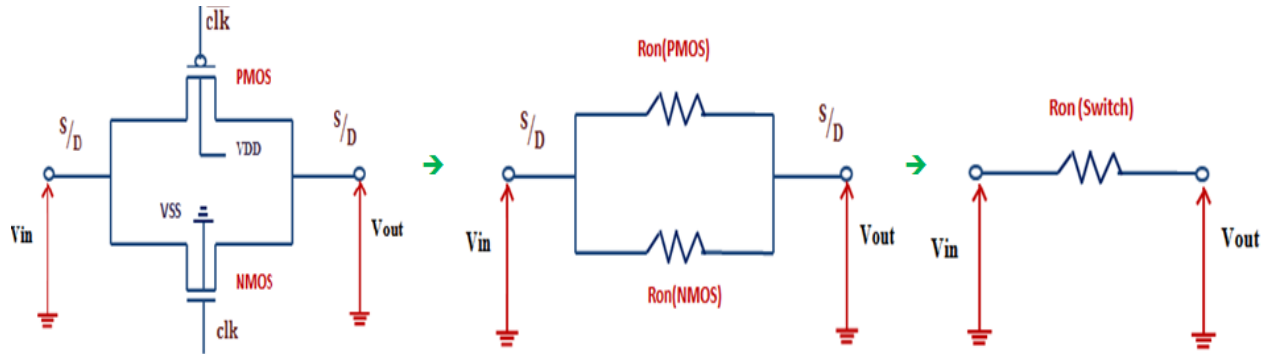 clk
PMOS
S/D
S/D
VDD
VSS
Vin
Vout
NMOS
clk
Ron(PMOS)
S/D
S/D
Vin
Vout
Ron(NMOS)
Ron (Switch)
Vin
Vout